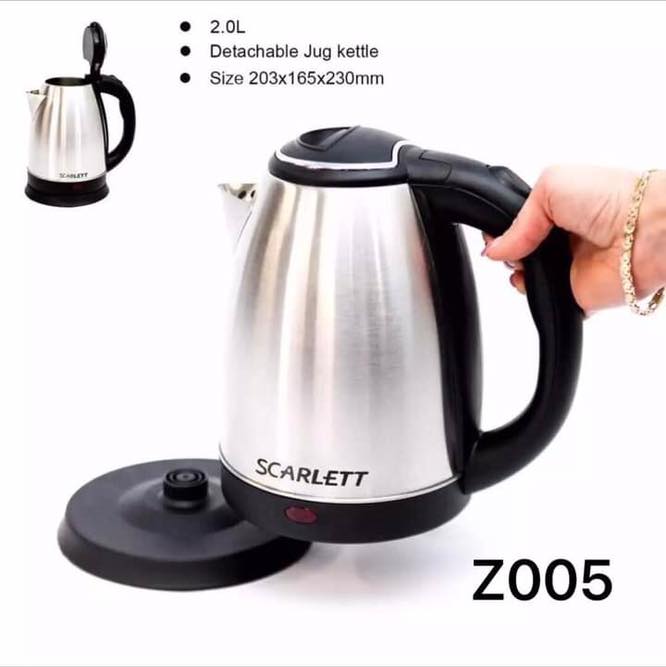 2.0L
Detachable Jug kettle
Size 203x165x230mm
SCARLETT
SCARLETT
Z005